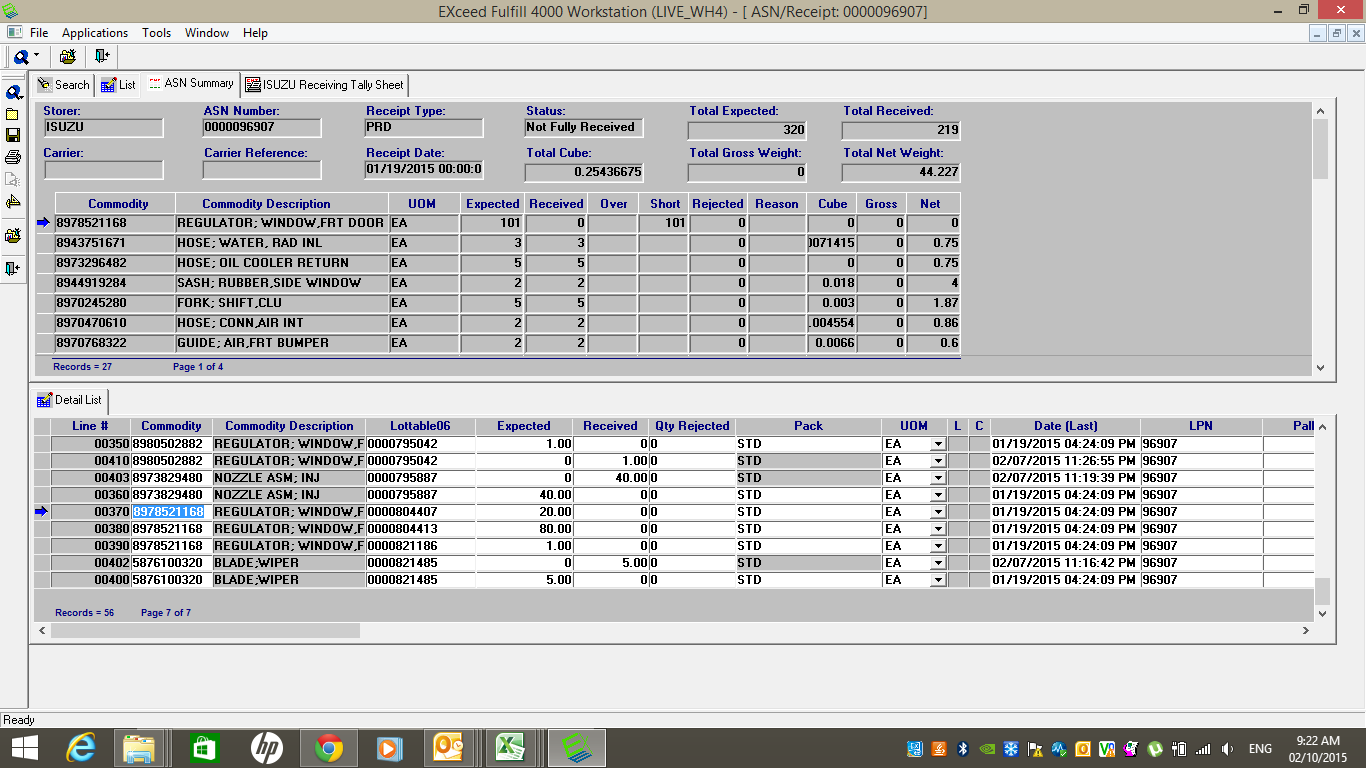 EXceed Fulfill 4000 Workstation (LIVE_WH4) - [ ASN/Receipt: 0000096907]
File Applications Tools Window Help
Search List ASN Summary ISUZU Receiving Tally Sheet
Storer: ASN Number: Receipt Type: Status: Total Expected: Total Received:
ISUZU 0000096907 PRD Not Fully Received 320 219
Carrier: Carrier Reference: Receipt Date: Total Cube: Total Gross Weight: Total Net Weight:
01/19/2015 00:00:0 0.25436675 0 44.227
Commodity Commodity Description UOM Expected Received Over Short Rejected Reason Cube Gross Net
8978521168 REGULATOR; WINDOW,FRT DOOR EA 101 0 101 0 0 0 0
8943751671 HOSE; WATER, RAD INL EA 3 3 0 0071415 0 0.75
8973296482 HOSE; OIL COOLER RETURN EA 5 5 0 0 0 0.75
8944919284 SASH; RUBBER,SIDE WINDOW EA 2 2 0 0.018 0 4
8970245280 FORK; SHIFT,CLU EA 5 5 0 0.003 0 1.87
8970470610 HOSE; CONN,AIR INT EA 2 2 0 .004554 0 0.86
8970768322 GUIDE; AIR,FRT BUMPER EA 2 2 0 0.0066 0 0.6
Records = 27 Page 1 of 4
Detail List
Line # Commodity Commodity Description Lottable06 Expected Received Qty Rejected Pack UOM L C Date (Last) LPN Pall
00350 8980502882 REGULATOR; WINDOW,F 0000795042 1.00 0 0 STD EA 01/19/2015 04:24:09 PM 96907
00410 8980502882 REGULATOR; WINDOW,F 0000795042 0 1.00 0 STD EA 02/07/2015 11:26:55 PM 96907
00403 8973829480 NOZZLE ASM; INJ 0000795887 0 40.00 0 STD EA 02/07/2015 11:19:39 PM 96907
00360 8973829480 NOZZLE ASM; INJ 0000795887 40.00 0 0 STD EA 01/19/2015 04:24:09 PM 96907
00370 8978521168 REGULATOR; WINDOW,F 0000804407 20.00 0 0 STD EA 01/19/2015 04:24:09 PM 96907
00380 8978521168 REGULATOR; WINDOW,F 0000804413 80.00 0 0 STD EA 01/19/2015 04:24:09 PM 96907
00390 8978521168 REGULATOR; WINDOW,F 0000821186 1.00 0 0 STD EA 01/19/2015 04:24:09 PM 96907
00402 5876100320 BLADE;WIPER 0000821485 0 5.00 0 STD EA 02/07/2015 11:16:42 PM 96907
00400 5876100320 BLADE;WIPER 0000821485 5.00 0 0 STD EA 01/19/2015 04:24:09 PM 96907
Records = 56 Page 7 of 7
Ready
hp ENG 9:22 AM
02/10/2015